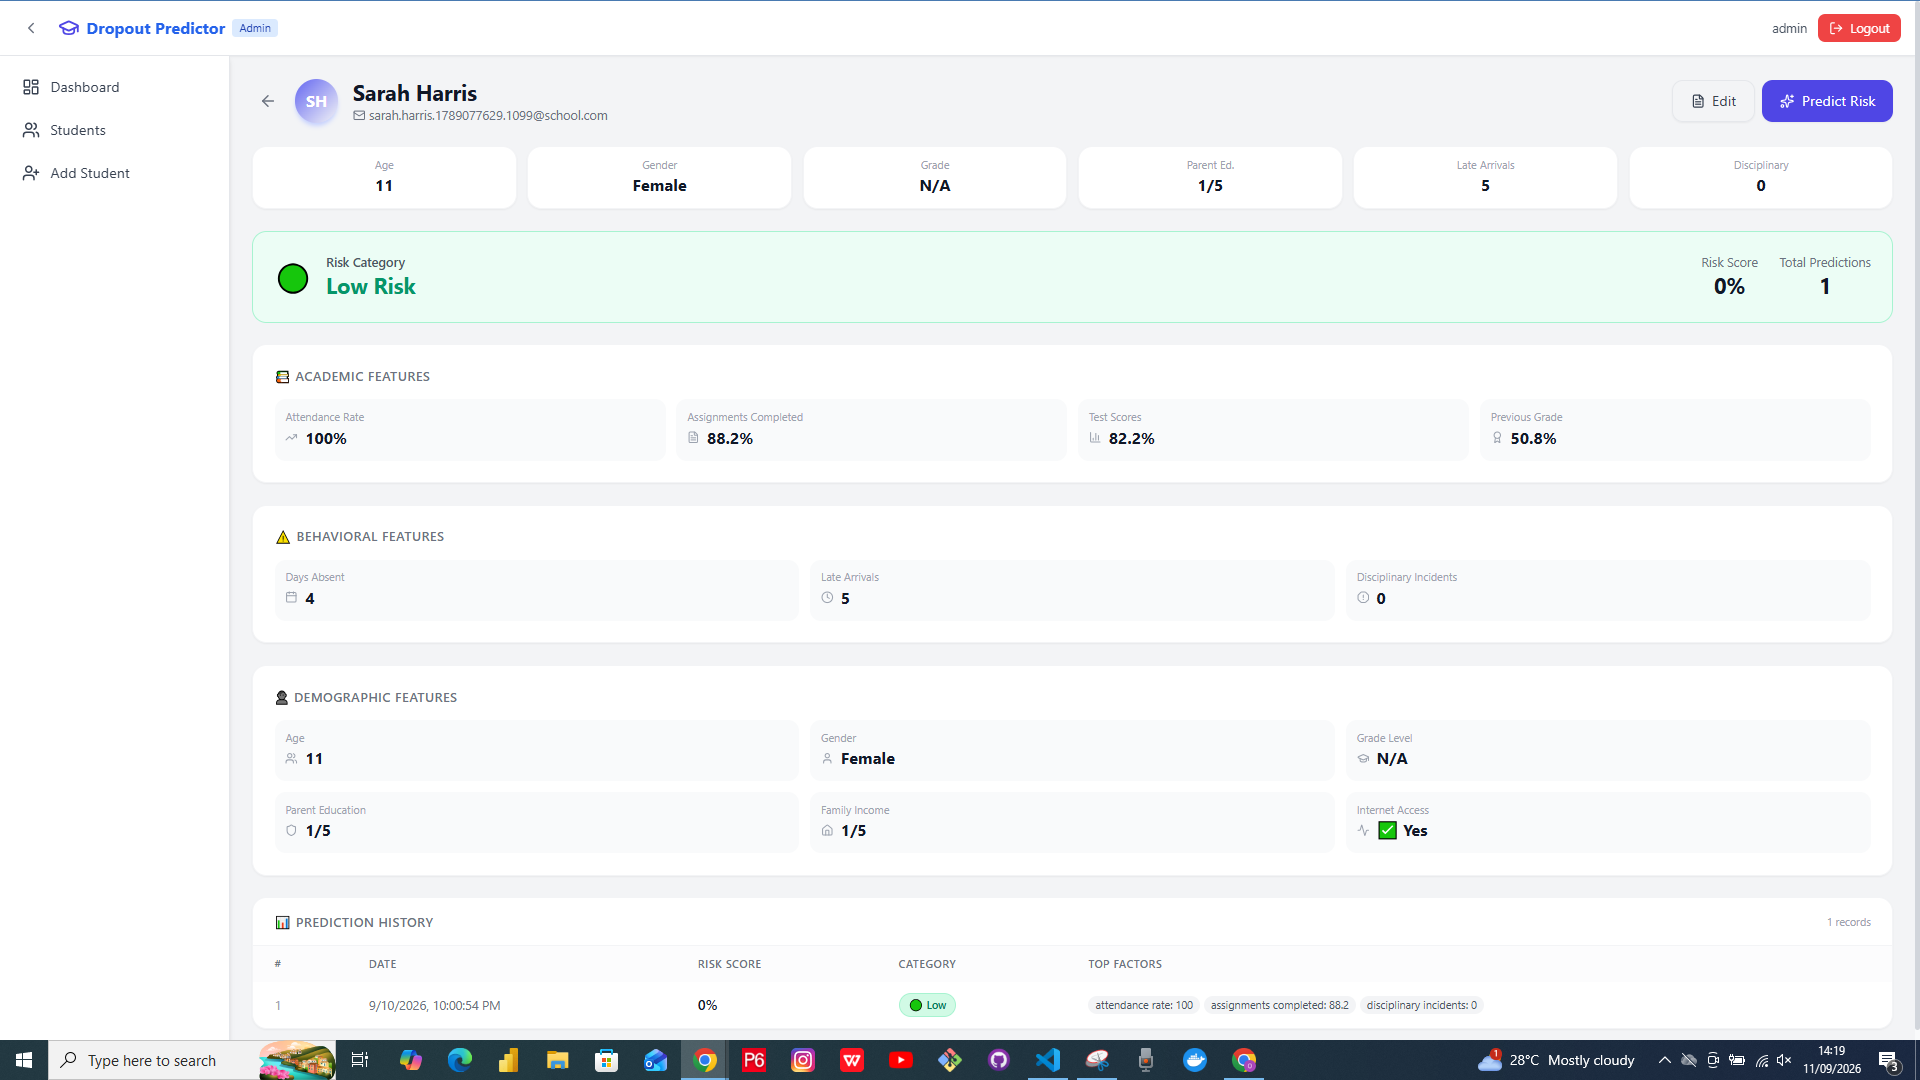 Dropout Predictor Admin
admin Logout
Dashboard
Students
Add Student
SH
Sarah Harris
sarah.harris.1789077629.1099@school.com
Edit
Predict Risk
Age
11
Gender
Female
Grade
N/A
Parent Ed.
1/5
Late Arrivals
5
Disciplinary
0
Risk Category
Low Risk
Risk Score
0%
Total Predictions
1
ACADEMIC FEATURES
Attendance Rate
100%
Assignments Completed
88.2%
Test Scores
82.2%
Previous Grade
50.8%
BEHAVIORAL FEATURES
Days Absent
4
Late Arrivals
5
Disciplinary Incidents
0
DEMOGRAPHIC FEATURES
Age
11
Gender
Female
Grade Level
N/A
Parent Education
1/5
Family Income
1/5
Internet Access
Yes
PREDICTION HISTORY
1 records
# DATE RISK SCORE CATEGORY TOP FACTORS
1 9/10/2026, 10:00:54 PM 0% Low attendance rate: 100 assignments completed: 88.2 disciplinary incidents: 0
Type here to search
P6
W
1
28°C Mostly cloudy
14:19
11/09/2026
3